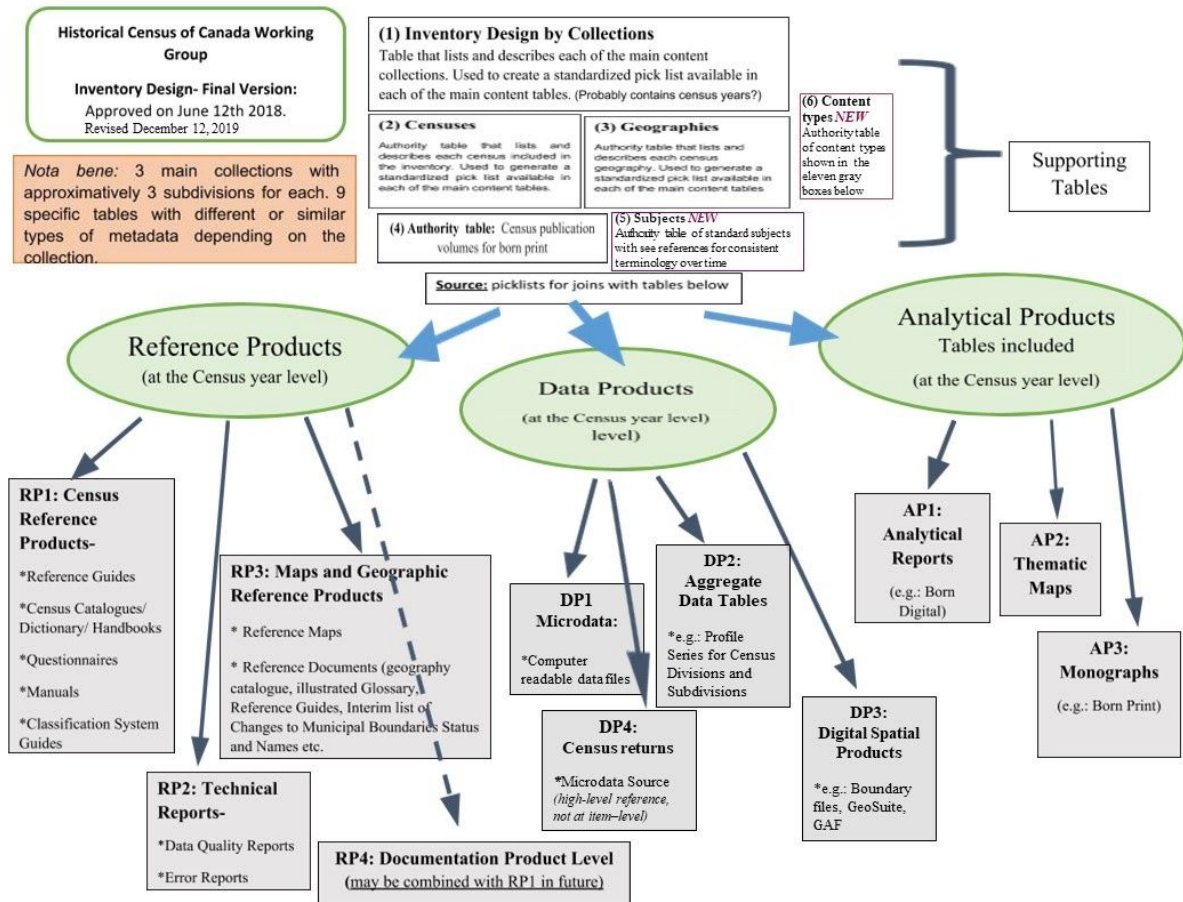 Historical Census of Canada Working
Group
Inventory Design- Final Version:
Approved on June 12th 2018.
Revised December 12, 2019
Nota bene: 3 main collections with
approximatively 3 subdivisions for each. 9
specific tables with different or similar
types of metadata depending on the
collection.
(1) Inventory Design by Collections
Table that lists and describes each of the main content
collections. Used to create a standardized pick list available in
each of the main content tables. (Probably contains census years?)
(2) Censuses
Authority table that lists and
describes each census included in
the inventory. Used to generate a
standardized pick list available in
each of the main content tables.
(3) Geographies
Authority table that lists and
describes each census
geography. Used to generate a
standardized pick list available in
each of the main content tables
(4) Authority table: Census publication
volumes for born print
(5) Subjects NEW
Authority table of standard subjects
with see references for consistent
terminology over time
(6) Content
types NEW
Authority table
of content types
shown in the
eleven gray
boxes below
Supporting
Tables
Source: picklists for joins with tables below
Reference Products
(at the Census year level)
Data Products
(at the Census year level)
level)
Analytical Products
Tables included
(at the Census year level)
RP1: Census
Reference
Products-
*Reference Guides
*Census Catalogues/
Dictionary/ Handbooks
*Questionnaires
*Manuals
*Classification System
Guides
RP2: Technical
Reports-
*Data Quality Reports
*Error Reports
RP3: Maps and Geographic
Reference Products
* Reference Maps
* Reference Documents (geography
catalogue, illustrated Glossary,
Reference Guides, Interim list of
Changes to Municipal Boundaries Status
and Names etc.
RP4: Documentation Product Level
(may be combined with RP1 in future)
DP1
Microdata:
*Computer
readable data files
DP4:
Census returns
*Microdata Source
(high-level reference,
not at item–level)
DP2:
Aggregate
Data Tables
*e.g.: Profile
Series for Census
Divisions and
Subdivisions
DP3:
Digital Spatial
Products
*e.g.: Boundary
files, GeoSuite,
GAF
AP1:
Analytical
Reports
(e.g.: Born
Digital)
AP2:
Thematic
Maps
AP3:
Monographs
(e.g.: Born Print)